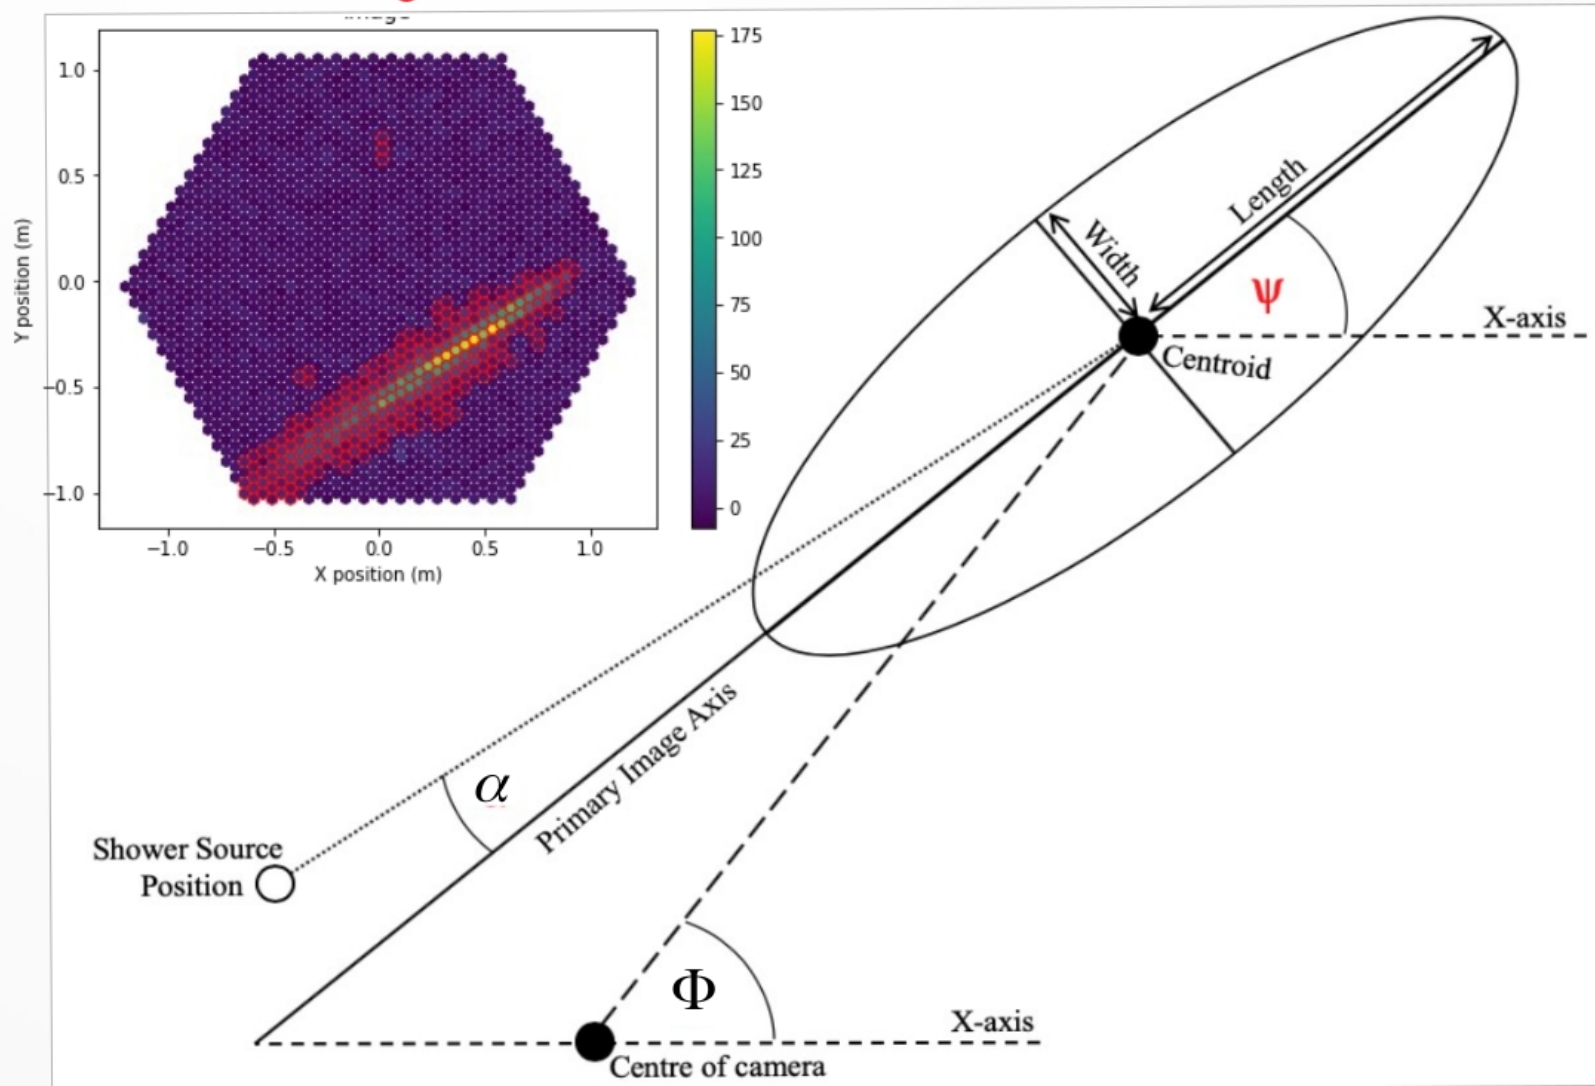 175
1.0
150
125
0.5
100
Y position (m)
0.0
75
50
−0.5
25
−1.0
0
−1.0
−0.5
0.0
0.5
1.0
X position (m)
Length
Width
ψ
X-axis
Centroid
α
Primary Image Axis
Shower Source
Position
Φ
X-axis
Centre of camera